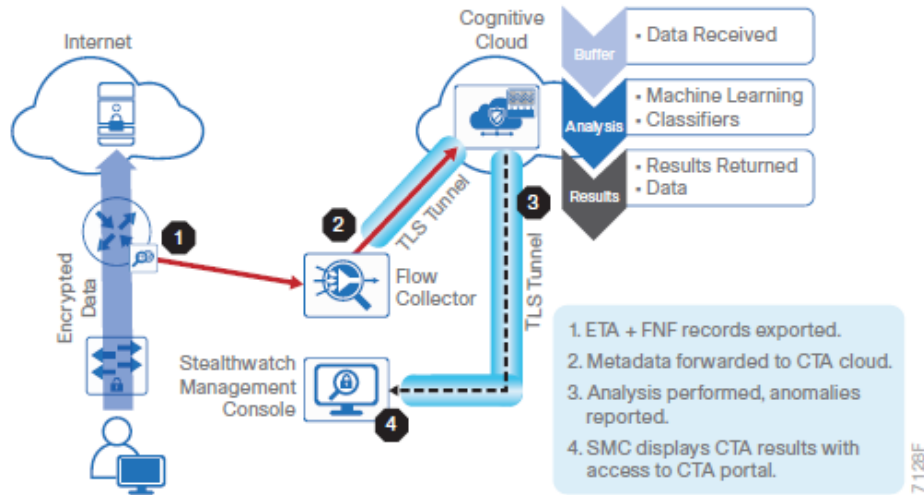 Internet
Cognitive
Cloud
Buffer
• Data Received
Analysis
• Machine Learning
• Classifiers
Results
• Results Returned
• Data
1
2
3
4
TLS Tunnel
TLS Tunnel
Encrypted
Data
Flow
Collector
Stealthwatch
Management
Console
1. ETA + FNF records exported.
2. Metadata forwarded to CTA cloud.
3. Analysis performed, anomalies
reported.
4. SMC displays CTA results with
access to CTA portal.
7128F